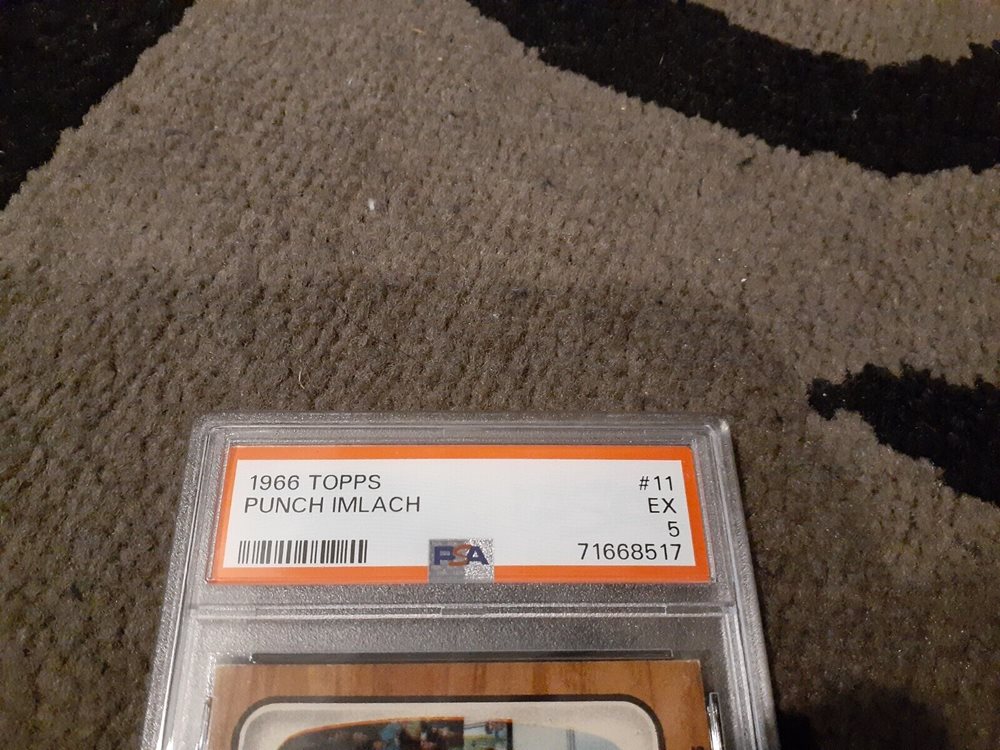 1966 TOPPS #11
PUNCH IMLACH EX
5
PSA 71668517